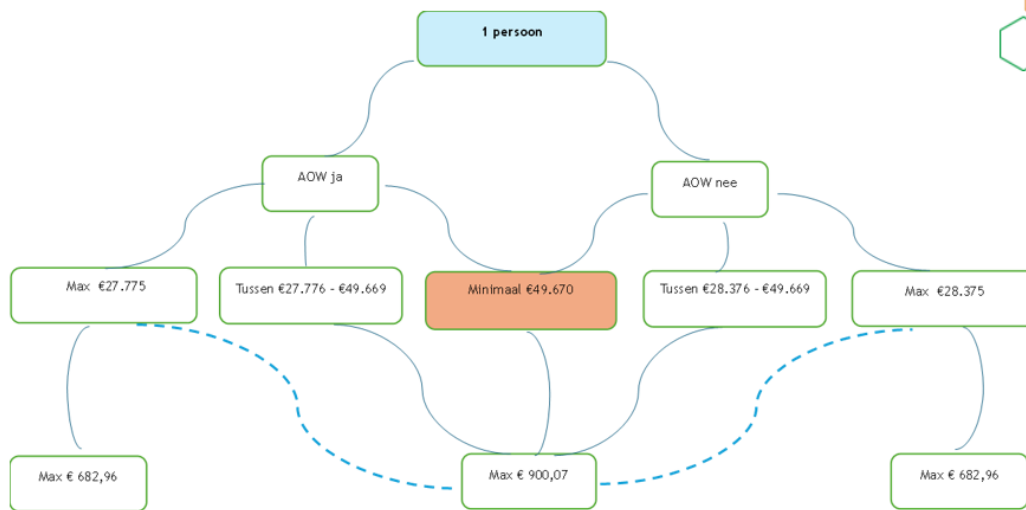 1 persoon
AOW ja
AOW nee
Max €27.775
Tussen €27.776 - €49.669
Minimaal €49.670
Tussen €28.376 - €49.669
Max €28.375
Max € 682,96
Max € 900,07
Max € 682,96